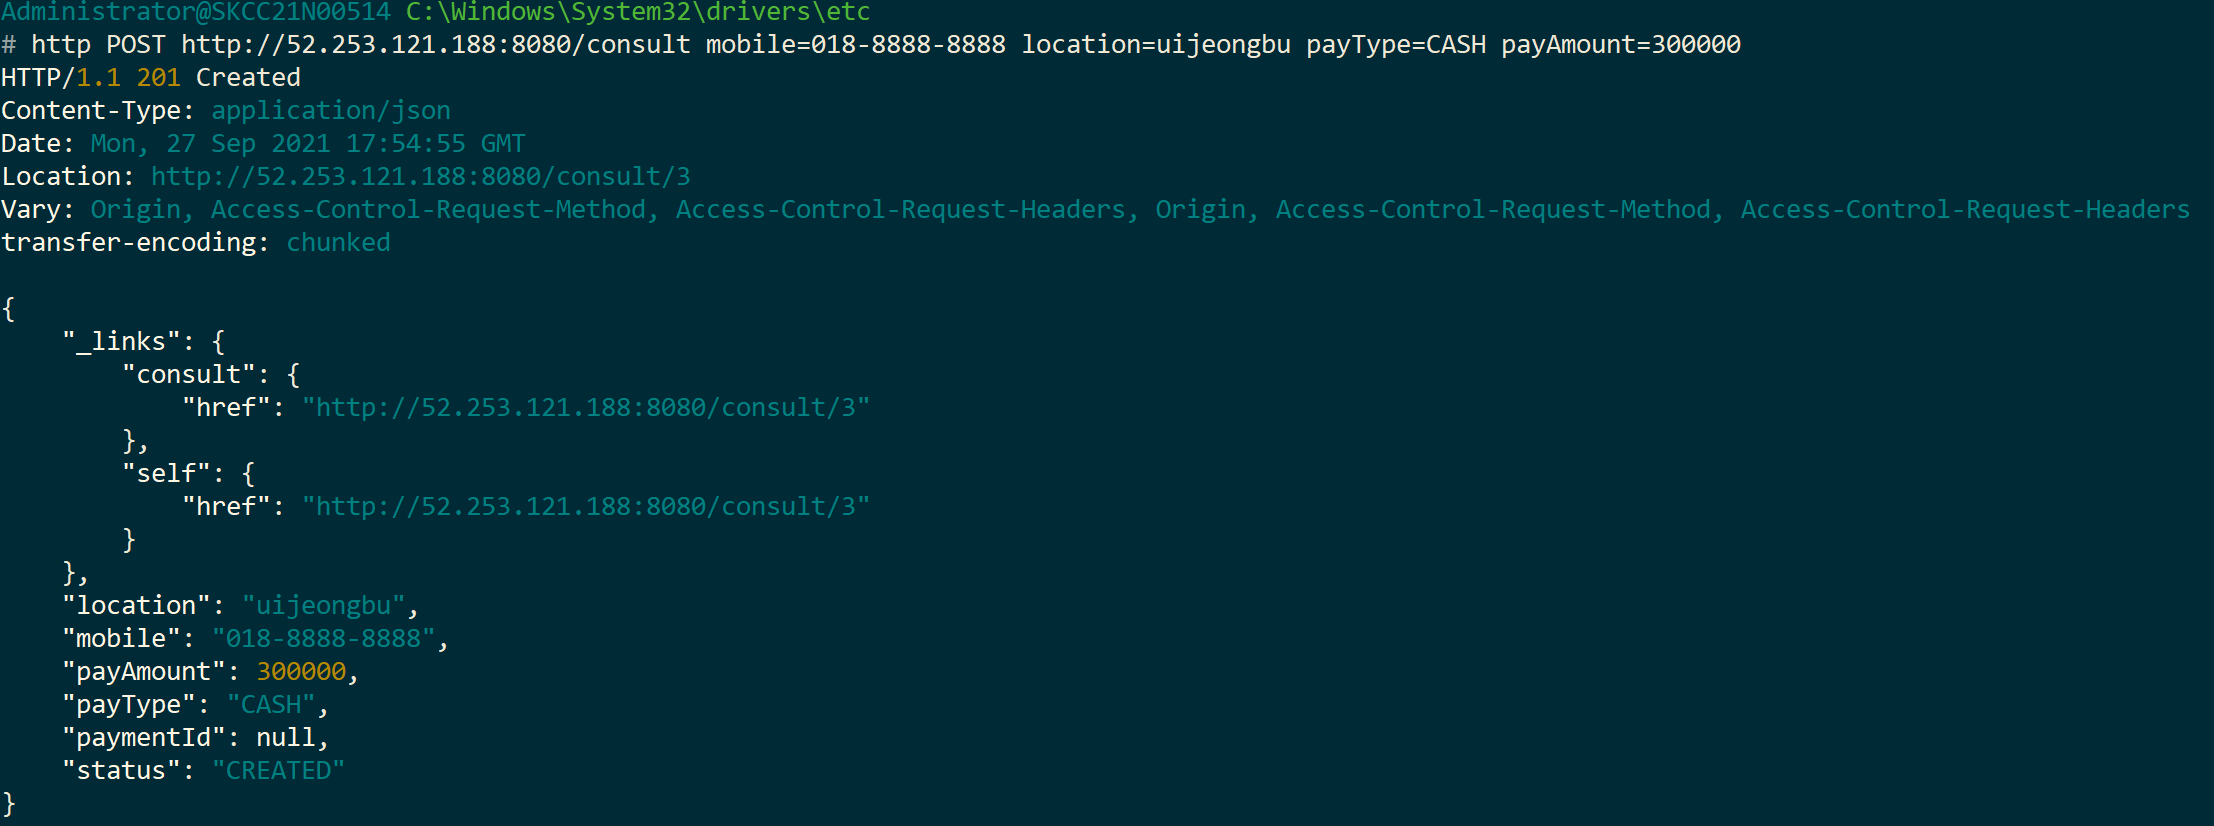 Administrator@SKCC21N00514 C:\Windows\System32\drivers\etc
# http POST http://52.253.121.188:8080/consult mobile=018-8888-8888 location=uijeongbu payType=CASH payAmount=300000
HTTP/1.1 201 Created
Content-Type: application/json
Date: Mon, 27 Sep 2021 17:54:55 GMT
Location: http://52.253.121.188:8080/consult/3
Vary: Origin, Access-Control-Request-Method, Access-Control-Request-Headers, Origin, Access-Control-Request-Method, Access-Control-Request-Headers
transfer-encoding: chunked

{
    "_links": {
        "consult": {
            "href": "http://52.253.121.188:8080/consult/3"
        },
        "self": {
            "href": "http://52.253.121.188:8080/consult/3"
        }
    },
    "location": "uijeongbu",
    "mobile": "018-8888-8888",
    "payAmount": 300000,
    "payType": "CASH",
    "paymentId": null,
    "status": "CREATED"
}